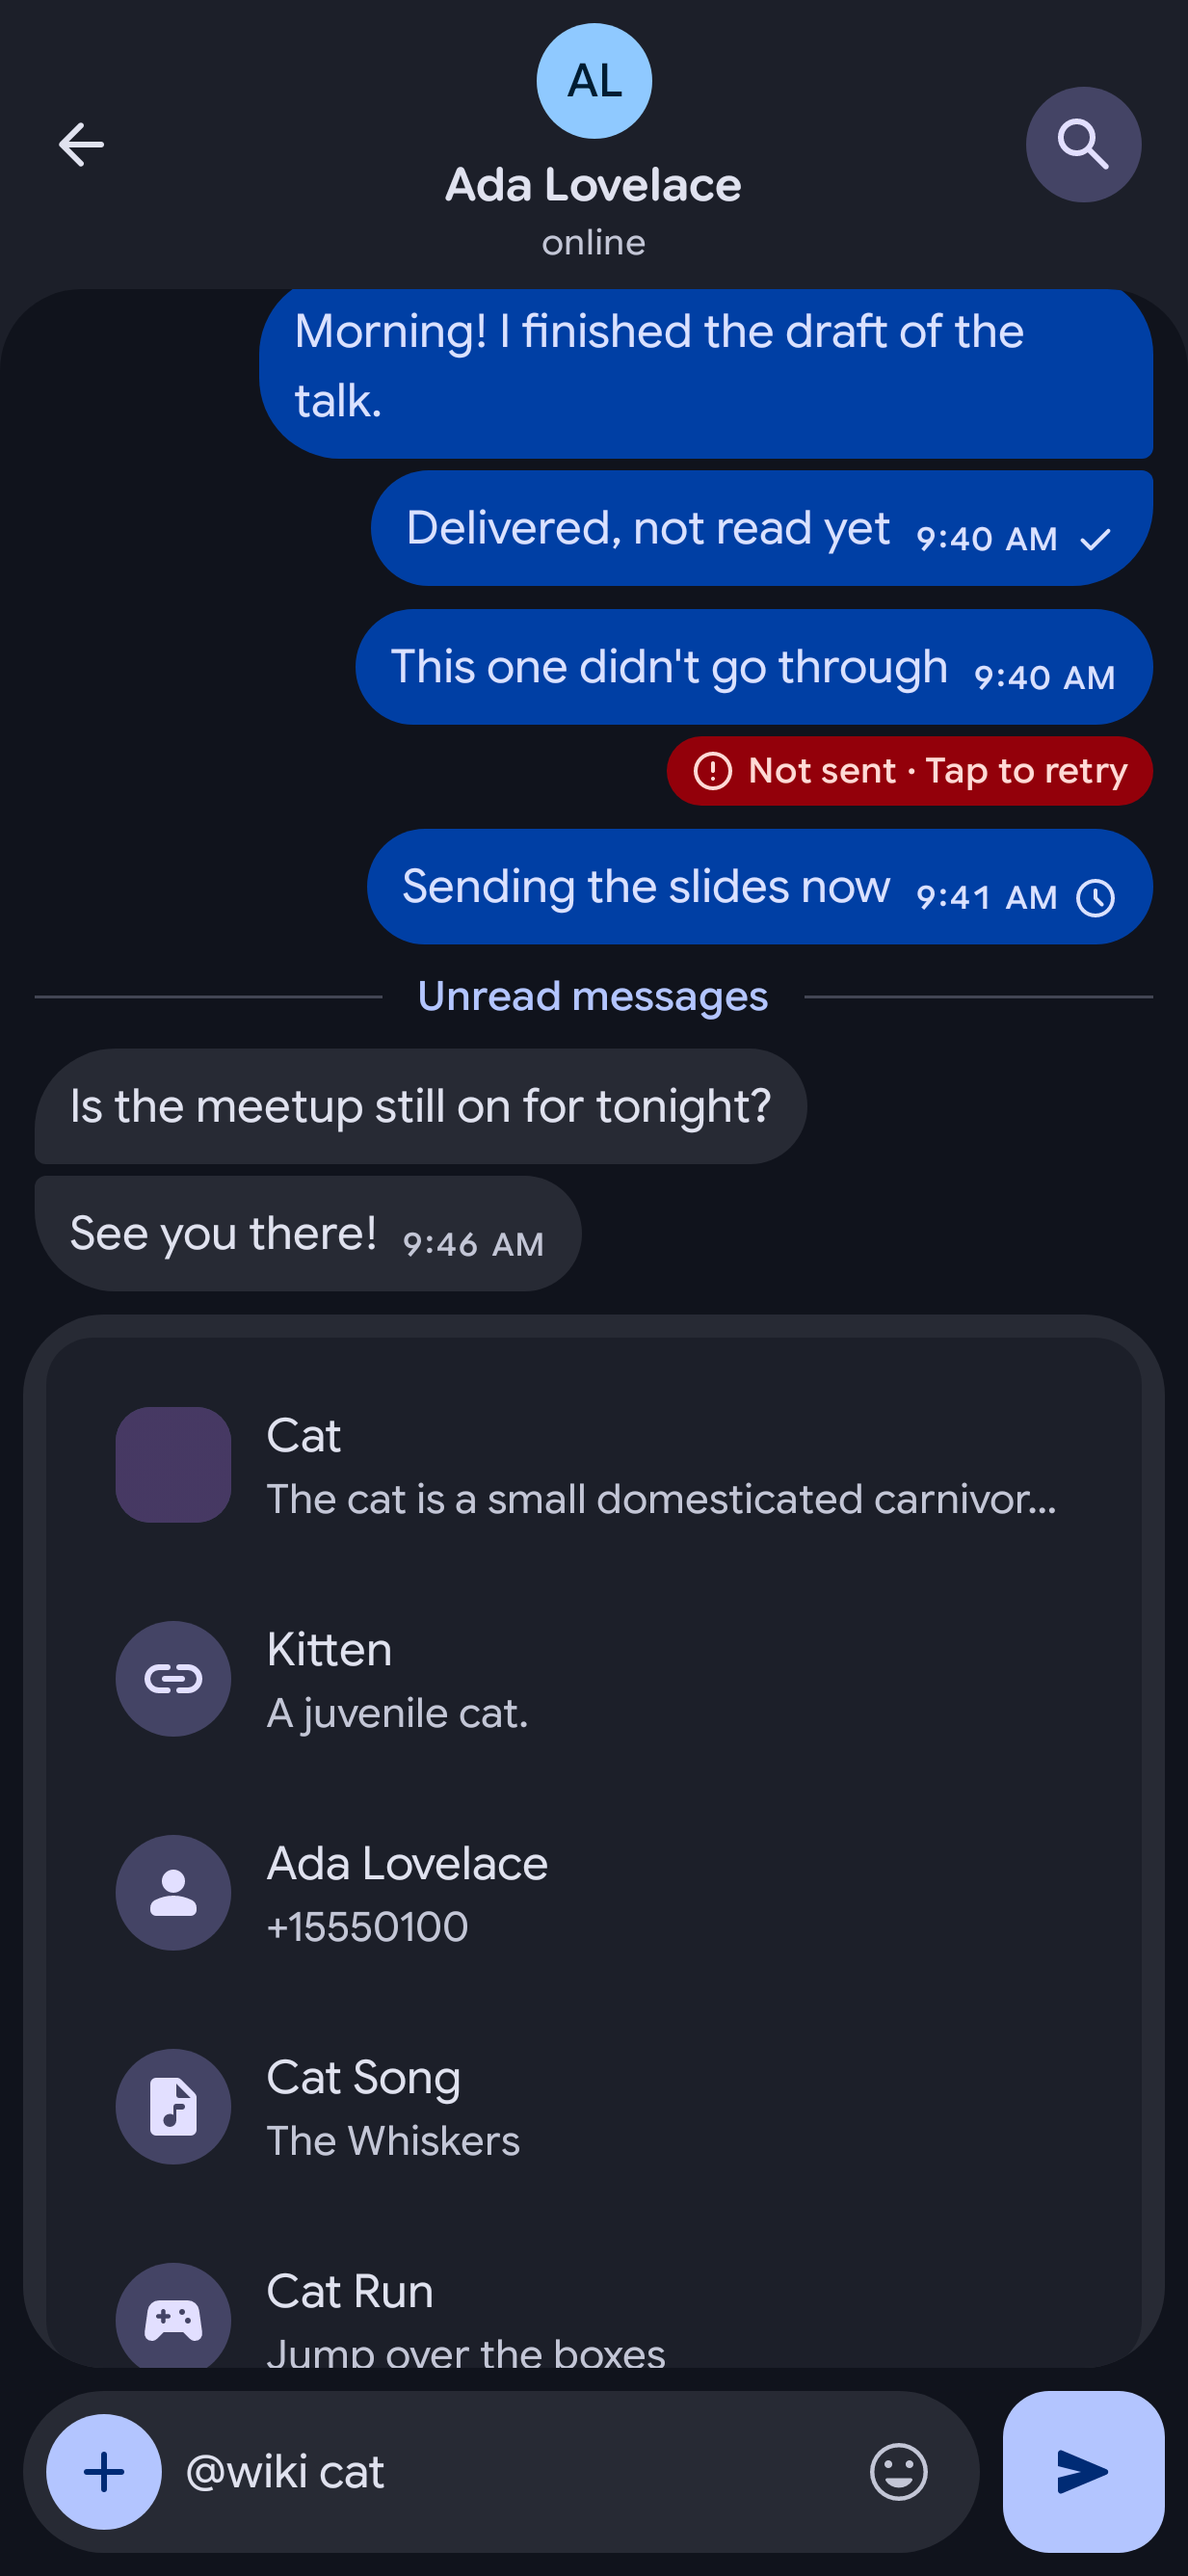 AL
Ada Lovelace
online
Morning! I finished the draft of the
talk.
Delivered, not read yet 9:40 AM
This one didn't go through 9:40 AM
Not sent · Tap to retry
Sending the slides now 9:41 AM
Unread messages
Is the meetup still on for tonight?
See you there! 9:46 AM
Cat
The cat is a small domesticated carnivor...
Kitten
A juvenile cat.
Ada Lovelace
+15550100
Cat Song
The Whiskers
Cat Run
Jump over the boxes
@wiki cat